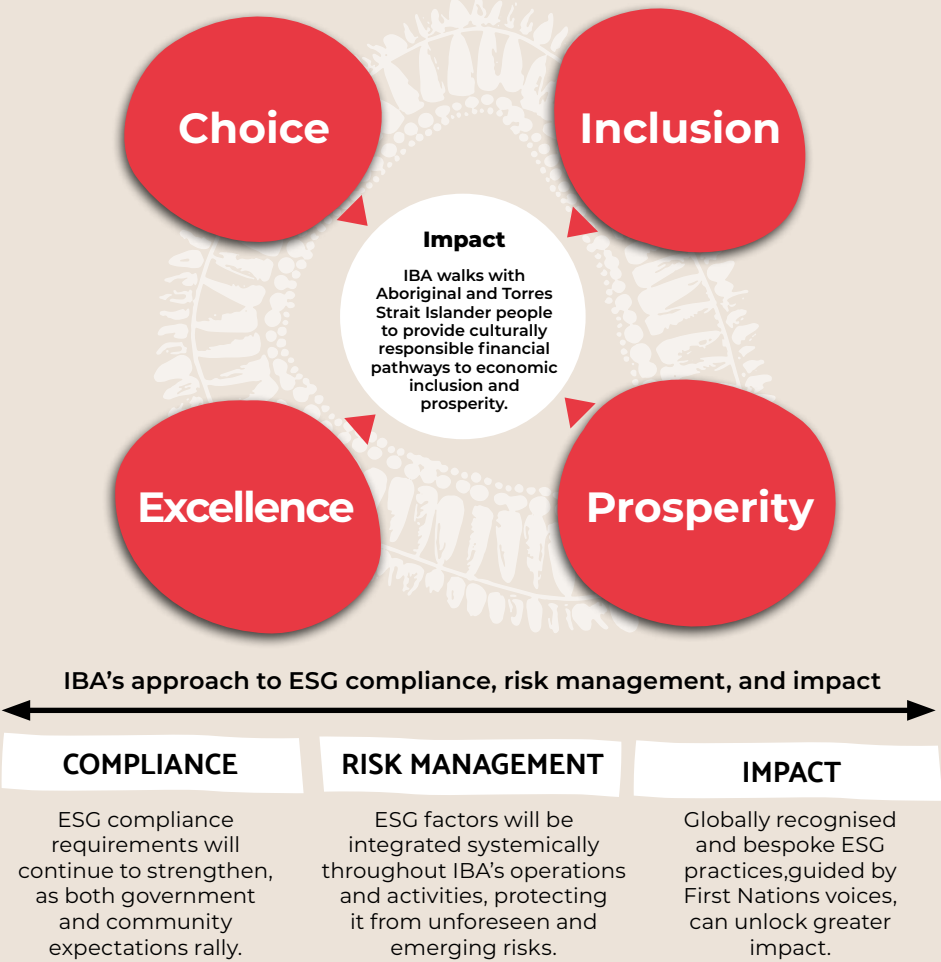 Choice
Inclusion
Impact
IBA walks with
Aboriginal and Torres
Strait Islander people
to provide culturally
responsible financial
pathways to economic
inclusion and
prosperity.
Excellence
Prosperity
IBA's approach to ESG compliance, risk management, and impact
COMPLIANCE
ESG compliance
requirements will
continue to strengthen,
as both government
and community
expectations rally.
RISK MANAGEMENT
ESG factors will be
integrated systemically
throughout IBA's operations
and activities, protecting
it from unforeseen and
emerging risks.
IMPACT
Globally recognised
and bespoke ESG
practices,guided by
First Nations voices,
can unlock greater
impact.